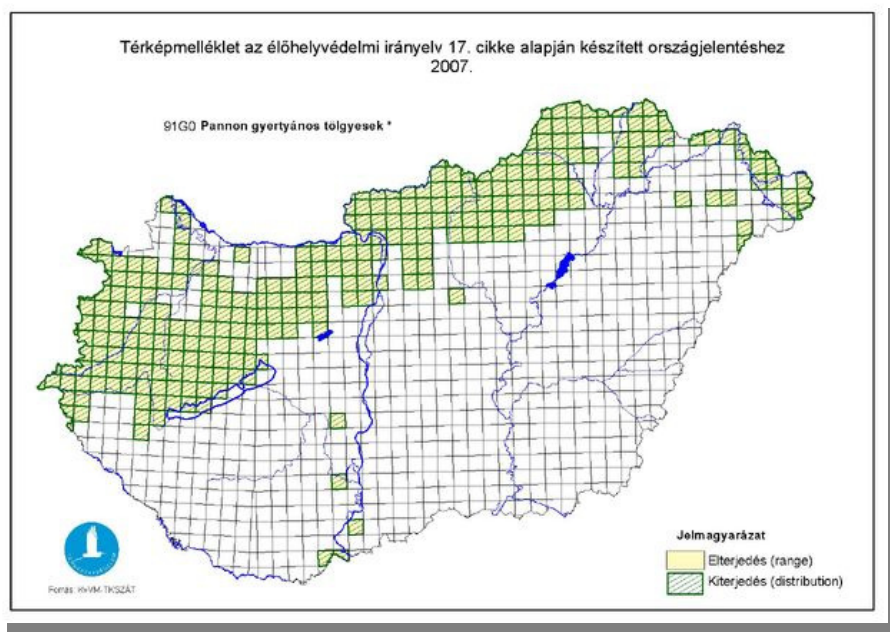 Térképmelléklet az élőhelyvédelmi irányelv 17. cikke alapján készített országjelentéshez
2007.
91G0 Pannon gyertyános tölgyesek *
Jelmagyarázat
Elterjedés (range)
Kiterjedés (distribution)
Forrás: KvVM-TKSZÁT